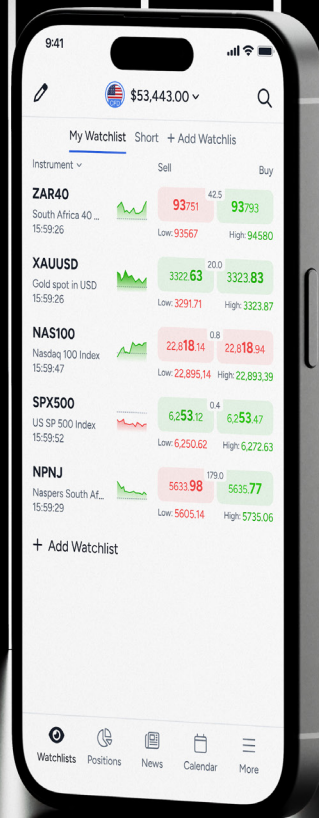 9:41
$53,443.00
My Watchlist Short + Add Watchlis
Instrument Sell Buy
ZAR40
South Africa 40 ...
15:59:26
93751 42.5 93793
Low: 93567 High: 94580
XAUUSD
Gold spot in USD
15:59:26
3322.63 20.0 3323.83
Low: 3291.71 High: 3323.87
NAS100
Nasdaq 100 Index
15:59:47
22,818.14 0.8 22,818.94
Low: 22,895,14 High: 22,893,39
SPX500
US SP 500 Index
15:59:52
6,253.12 0.4 6,253.47
Low: 6,250.62 High: 6,272.63
NPNJ
Naspers South Af...
15:59:29
5633.98 179.0 5635.77
Low: 5605.14 High: 5735.06
+ Add Watchlist
Watchlists Positions News Calendar More